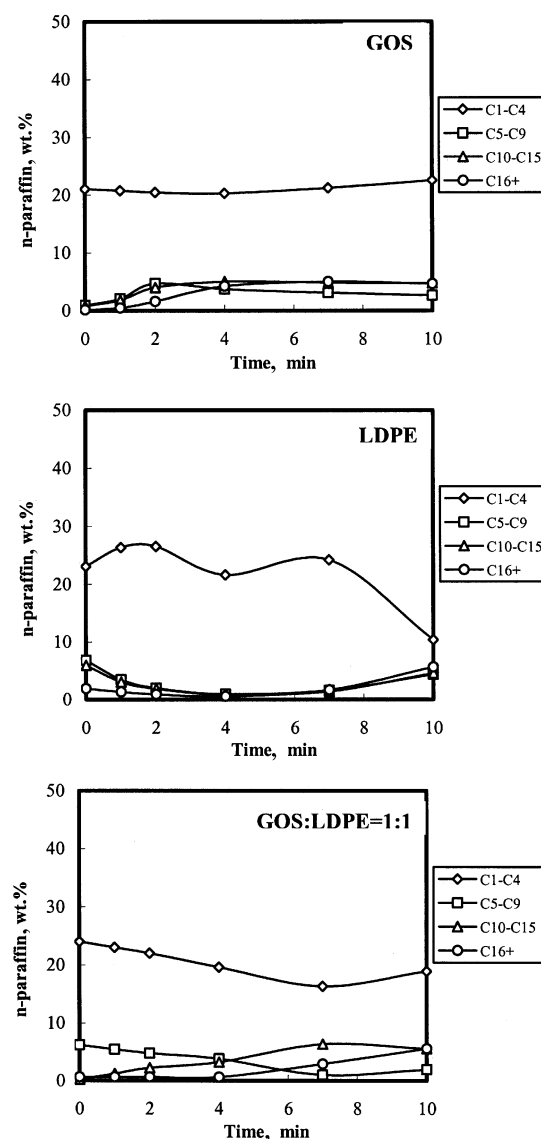 GOS
50
40
30
20
10
0
n-paraffin, wt.%
0 2 4 6 8 10
Time, min
C1-C4
C5-C9
C10-C15
C16+
LDPE
50
40
30
20
10
0
n-paraffin, wt.%
0 2 4 6 8 10
Time, min
C1-C4
C5-C9
C10-C15
C16+
GOS:LDPE=1:1
50
40
30
20
10
0
n-paraffin, wt.%
0 2 4 6 8 10
Time, min
C1-C4
C5-C9
C10-C15
C16+